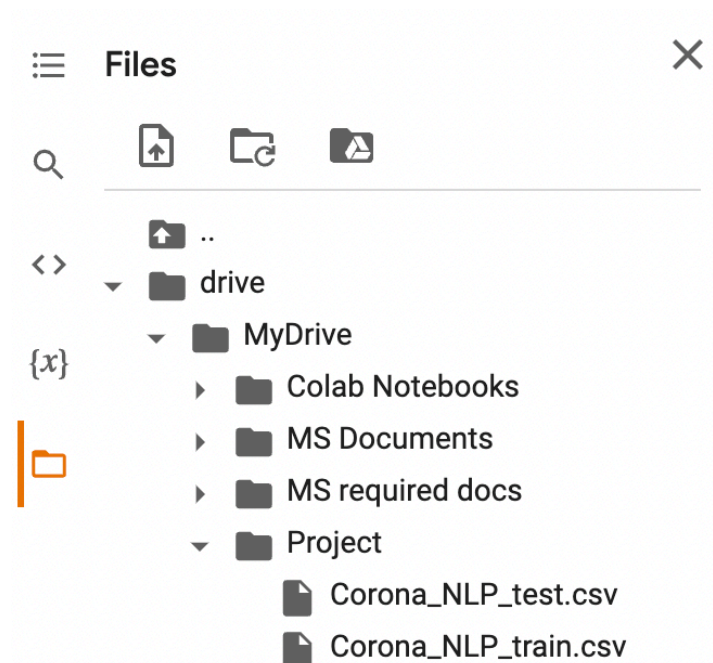 Files
..
{x}
drive
MyDrive
Colab Notebooks
MS Documents
MS required docs
Project
Corona_NLP_test.csv
Corona_NLP_train.csv